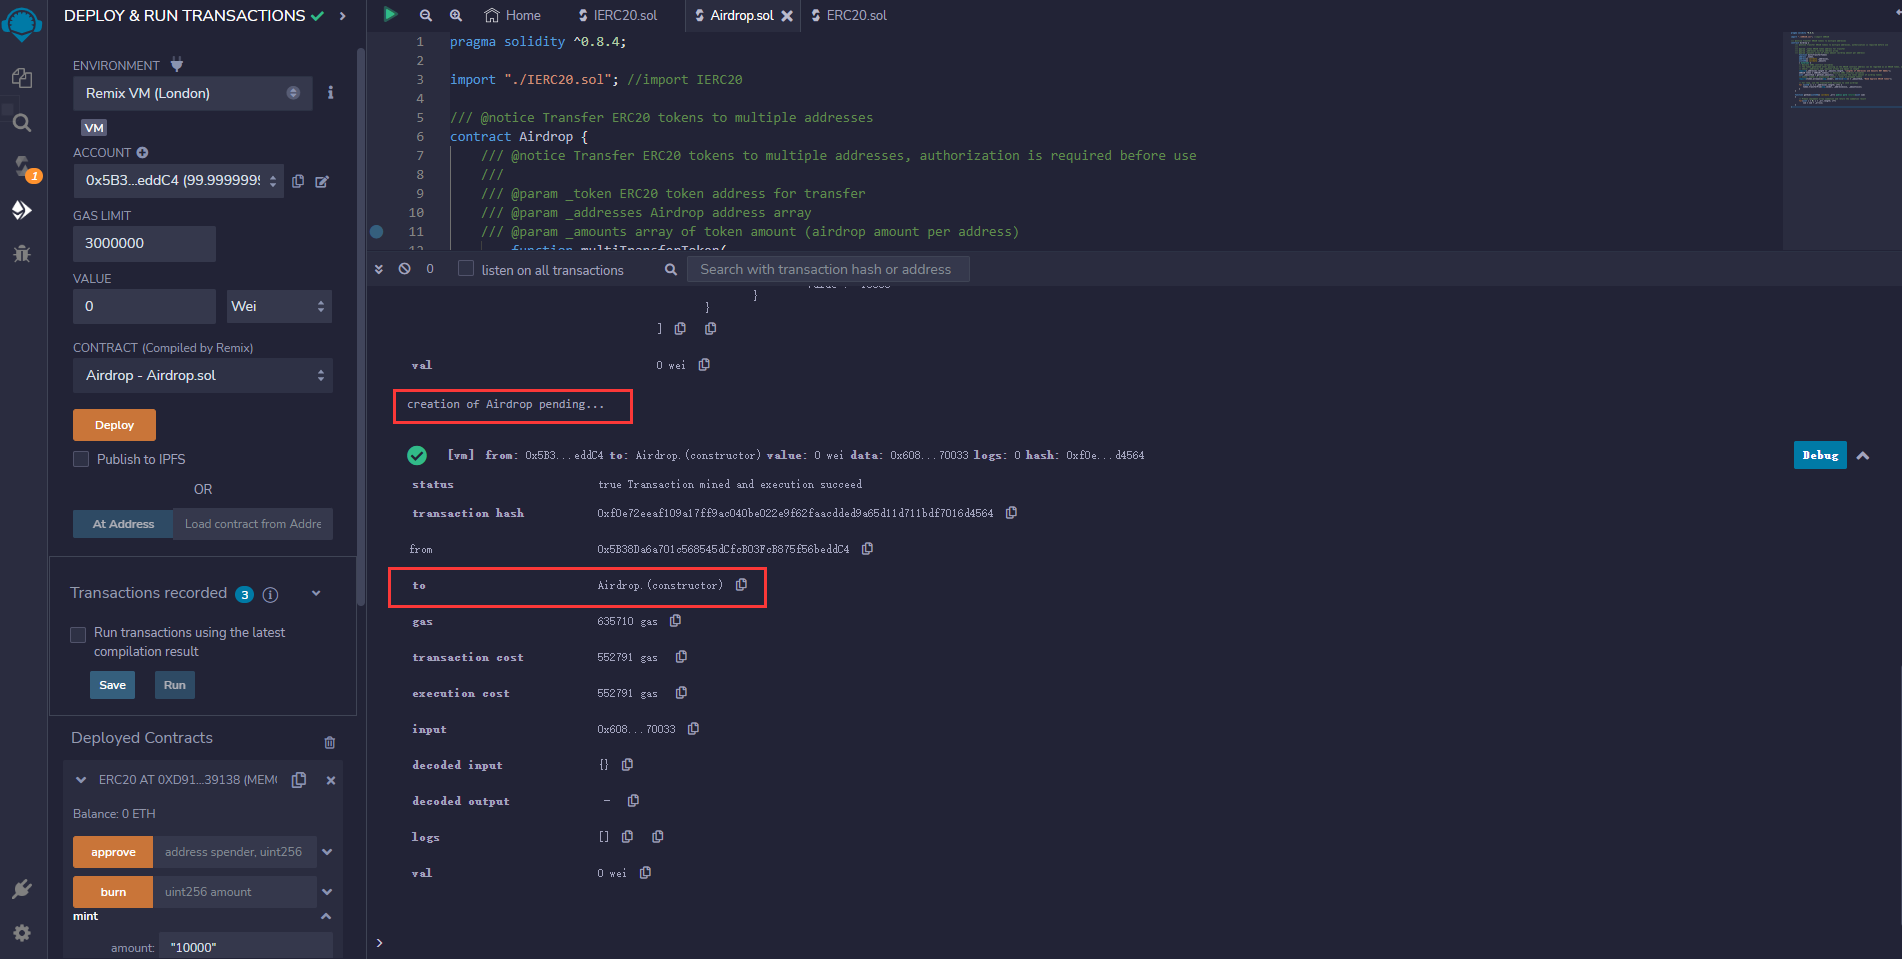 DEPLOY & RUN TRANSACTIONS
ENVIRONMENT
Remix VM (London)
VM
ACCOUNT
0x5B3...eddC4 (99.9999999
GAS LIMIT
3000000
VALUE
0
Wei
CONTRACT (Compiled by Remix)
Airdrop - Airdrop.sol
Deploy
Publish to IPFS
OR
At Address
Load contract from Addre
Transactions recorded 3
Run transactions using the latest
compilation result
Save
Run
Deployed Contracts
ERC20 AT 0XD91...39138 (MEM
Balance: 0 ETH
approve
address spender, uint256
burn
uint256 amount
mint
amount: "10000"
1
Home
IERC20.sol
Airdrop.sol
ERC20.sol
1 pragma solidity ^0.8.4;
2
3 import "./IERC20.sol"; //import IERC20
4
5 /// @notice Transfer ERC20 tokens to multiple addresses
6 contract Airdrop {
7 /// @notice Transfer ERC20 tokens to multiple addresses, authorization is required before use
8 ///
9 /// @param _token ERC20 token address for transfer
10 /// @param _addresses Airdrop address array
11 /// @param _amounts array of token amount (airdrop amount per address)
12 function multiTransferToken(
0
listen on all transactions
Search with transaction hash or address
}
}
]
val 0 wei
creation of Airdrop pending...
[vm] from: 0x5B3...eddC4 to: Airdrop.(constructor) value: 0 wei data: 0x608...70033 logs: 0 hash: 0xf0e...d4564
Debug
status true Transaction mined and execution succeed
transaction hash 0xf0e72eeaf109a17ff9ac040be022e9f62faacdded9a65d11d711bdf7016d4564
from 0x5B38Da6a701c568545dCfcB03FcB875f56beddC4
to Airdrop.(constructor)
gas 635710 gas
transaction cost 552791 gas
execution cost 552791 gas
input 0x608...70033
decoded input {}
decoded output -
logs []
val 0 wei
>